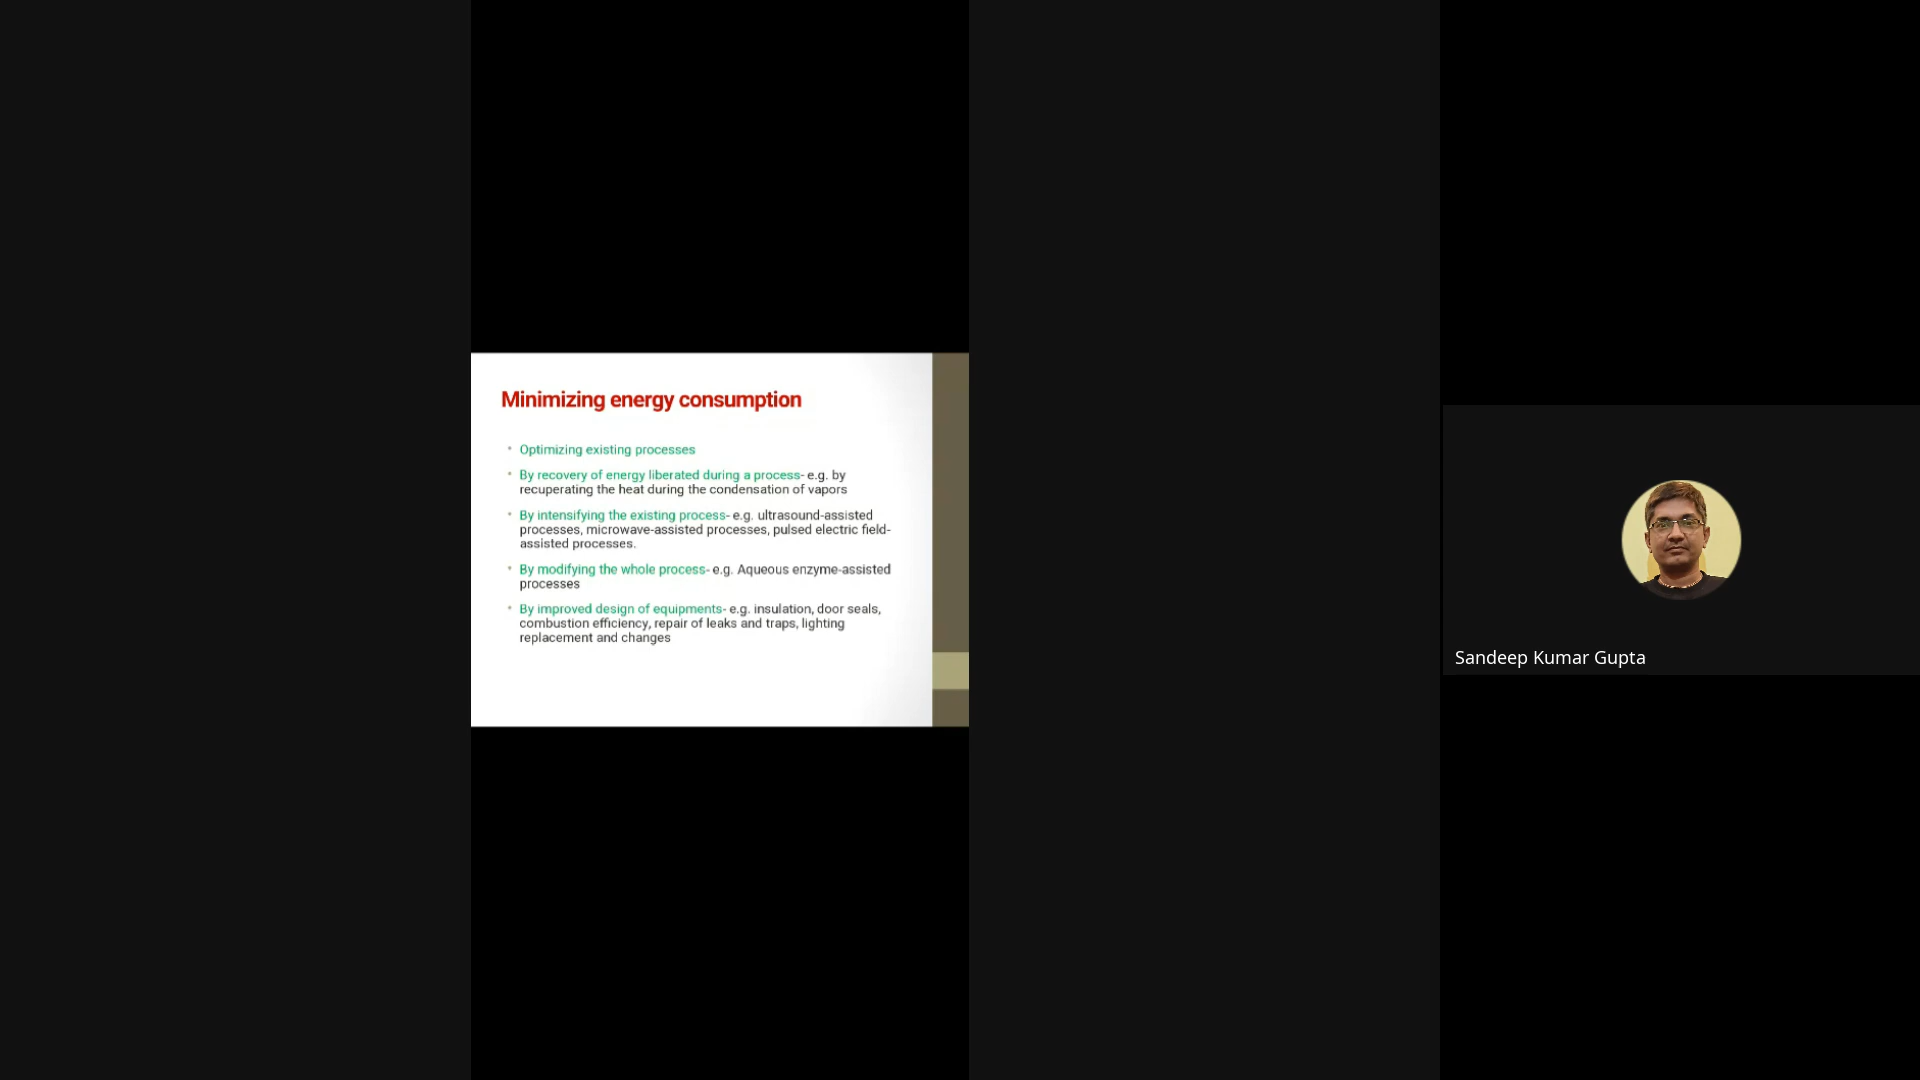 Minimizing energy consumption
• Optimizing existing processes
• By recovery of energy liberated during a process- e.g. by
recuperating the heat during the condensation of vapors
• By intensifying the existing process- e.g. ultrasound-assisted
processes, microwave-assisted processes, pulsed electric field-
assisted processes.
• By modifying the whole process- e.g. Aqueous enzyme-assisted
processes
• By improved design of equipments- e.g. insulation, door seals,
combustion efficiency, repair of leaks and traps, lighting
replacement and changes
Sandeep Kumar Gupta